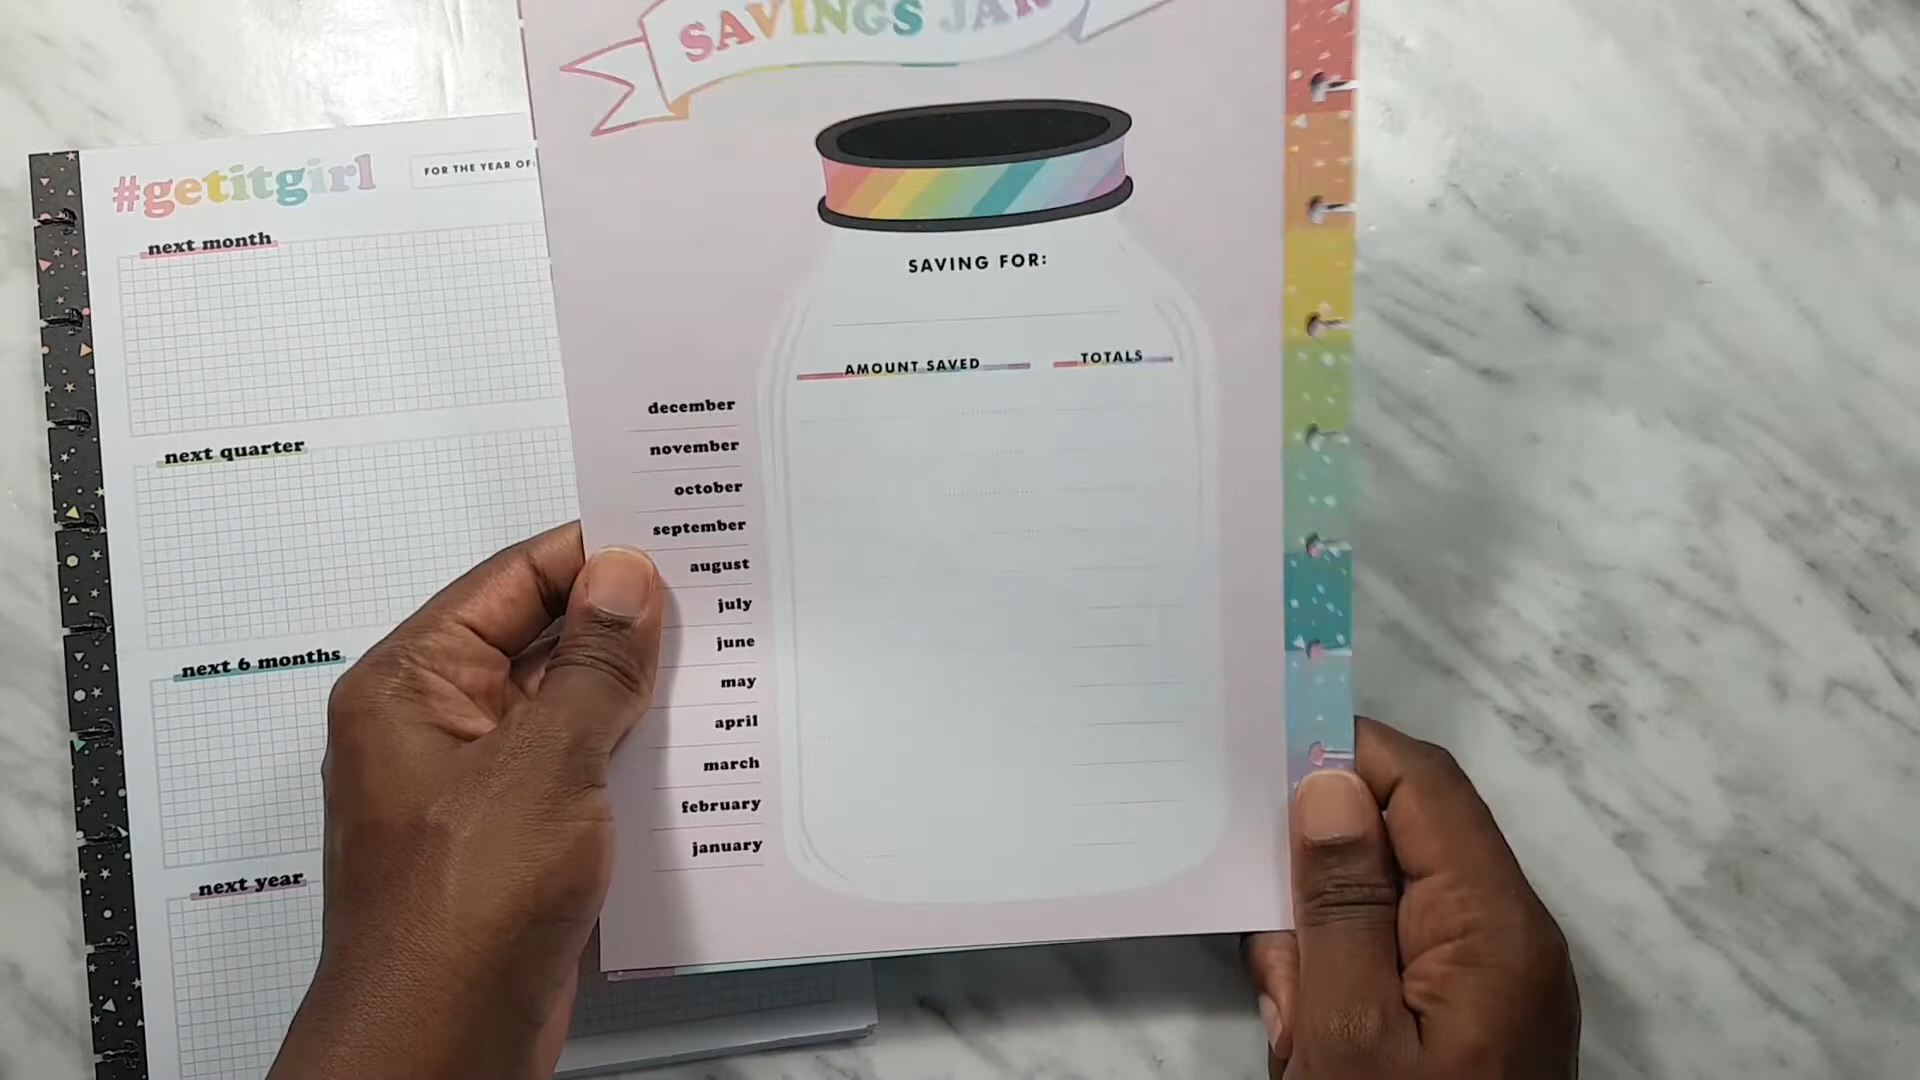 SAVINGS JAR
#getitgirl
FOR THE YEAR OF:
next month
next quarter
next 6 months
next year
SAVING FOR:
AMOUNT SAVED
TOTALS
december
november
october
september
august
july
june
may
april
march
february
january